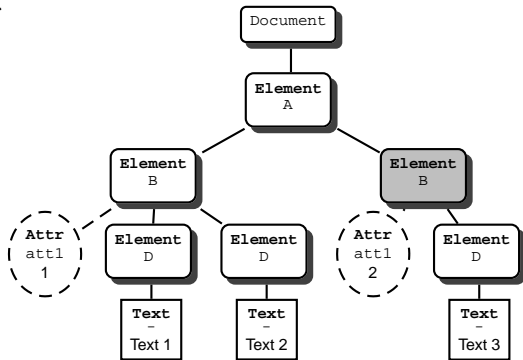 Document
Element
A
Element
B
Element
B
Attr
att1
1
Element
D
Element
D
Attr
att1
2
Element
D
Text
–
Text 1
Text
–
Text 2
Text
–
Text 3